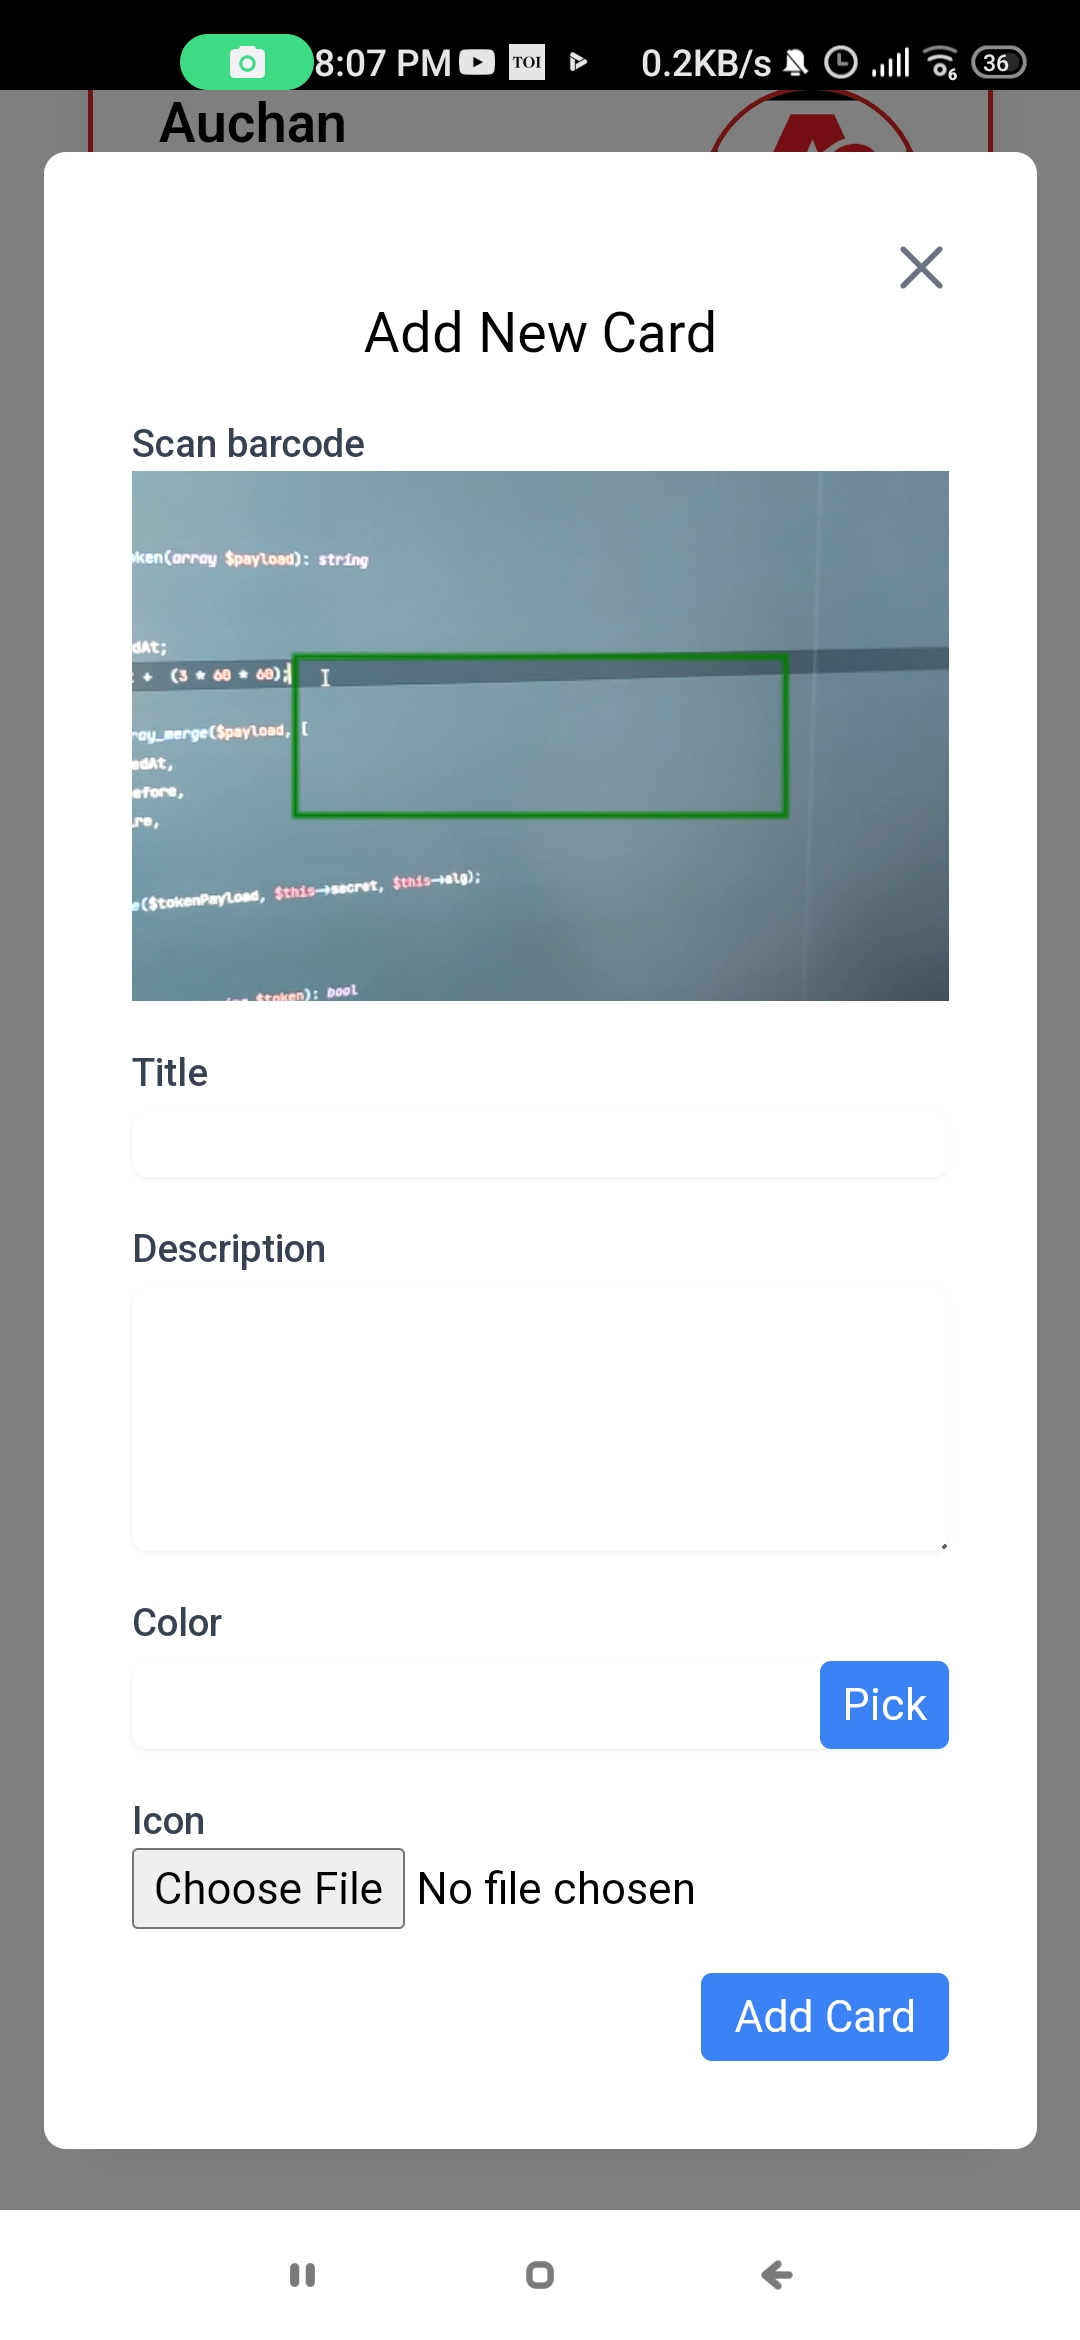 8:07 PM TOI 0.2KB/s 6 36
Auchan
Add New Card
Scan barcode
ken(array $payload): string
dAt;
+ (3 * 60 * 60);
ray_merge($payload, [
edAt,
efore,
re,
e($tokenPayload, $this→secret, $this→alg);
$token): bool
Title
Description
Color
Pick
Icon
Choose File No file chosen
Add Card